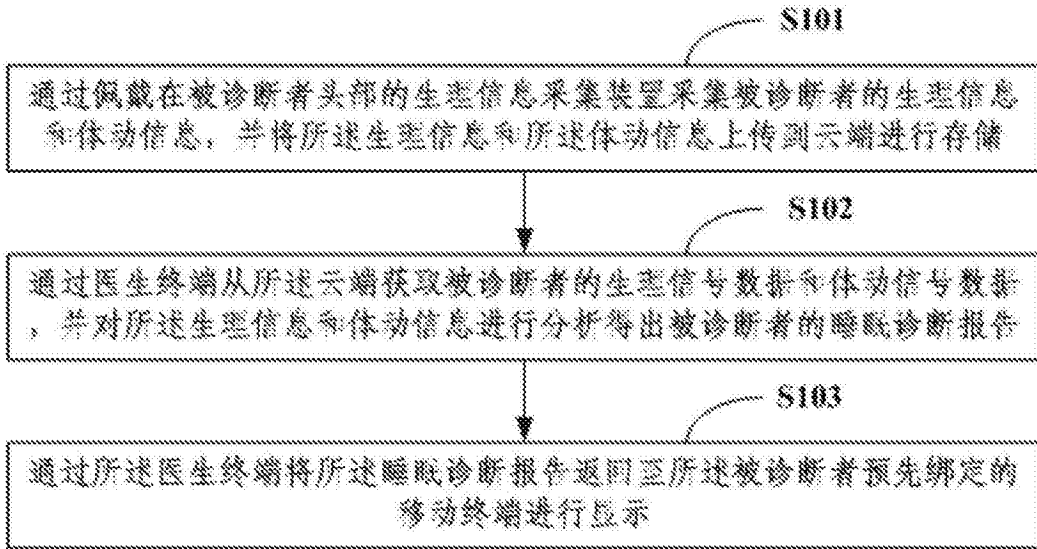 S101
通过佩戴在被诊断者头部的生理信息采集装置采集被诊断者的生理信息
和体动信息，并将所述生理信息和所述体动信息上传到云端进行存储
S102
通过医生终端从所述云端获取被诊断者的生理信号数据和体动信号数据
，并对所述生理信息和体动信息进行分析得出被诊断者的睡眠诊断报告
S103
通过所述医生终端将所述睡眠诊断报告返回至所述被诊断者预先绑定的
移动终端进行显示